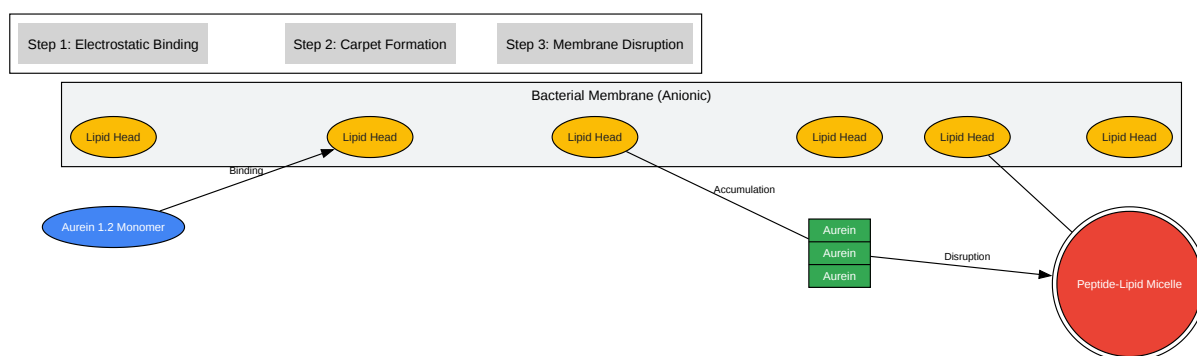 Step 1: Electrostatic Binding
Step 2: Carpet Formation
Step 3: Membrane Disruption
Bacterial Membrane (Anionic)
Lipid Head
Lipid Head
Lipid Head
Lipid Head
Lipid Head
Lipid Head
Binding
Accumulation
Aurein 1.2 Monomer
Aurein
Aurein
Aurein
Disruption
Peptide-Lipid Micelle